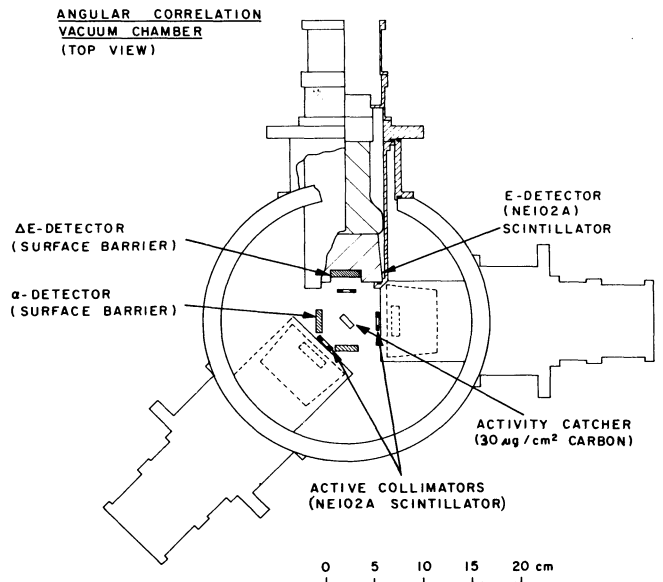 ANGULAR CORRELATION
VACUUM CHAMBER
(TOP VIEW)
E-DETECTOR
(NE102A)
SCINTILLATOR
ΔE-DETECTOR
(SURFACE BARRIER)
α-DETECTOR
(SURFACE BARRIER)
ACTIVITY CATCHER
(30 μg/cm² CARBON)
ACTIVE COLLIMATORS
(NE102A SCINTILLATOR)
0 5 10 15 20 cm